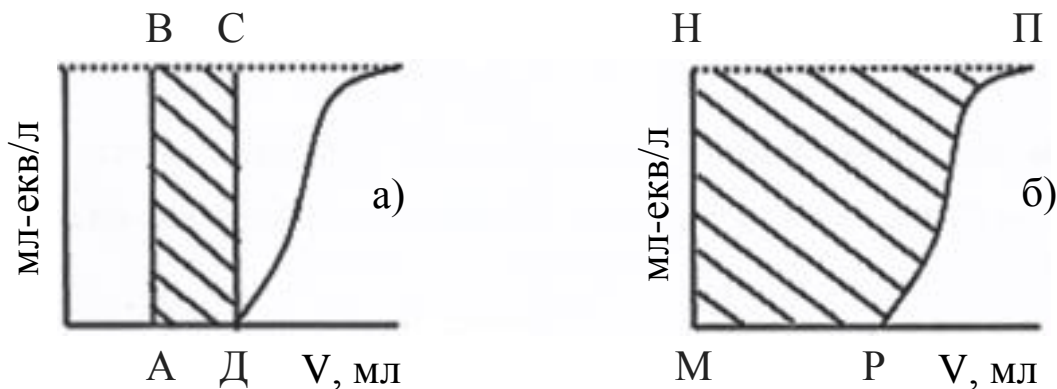 В С
мл-екв/л
а)
А Д V, мл
Н П
мл-екв/л
б)
М Р V, мл